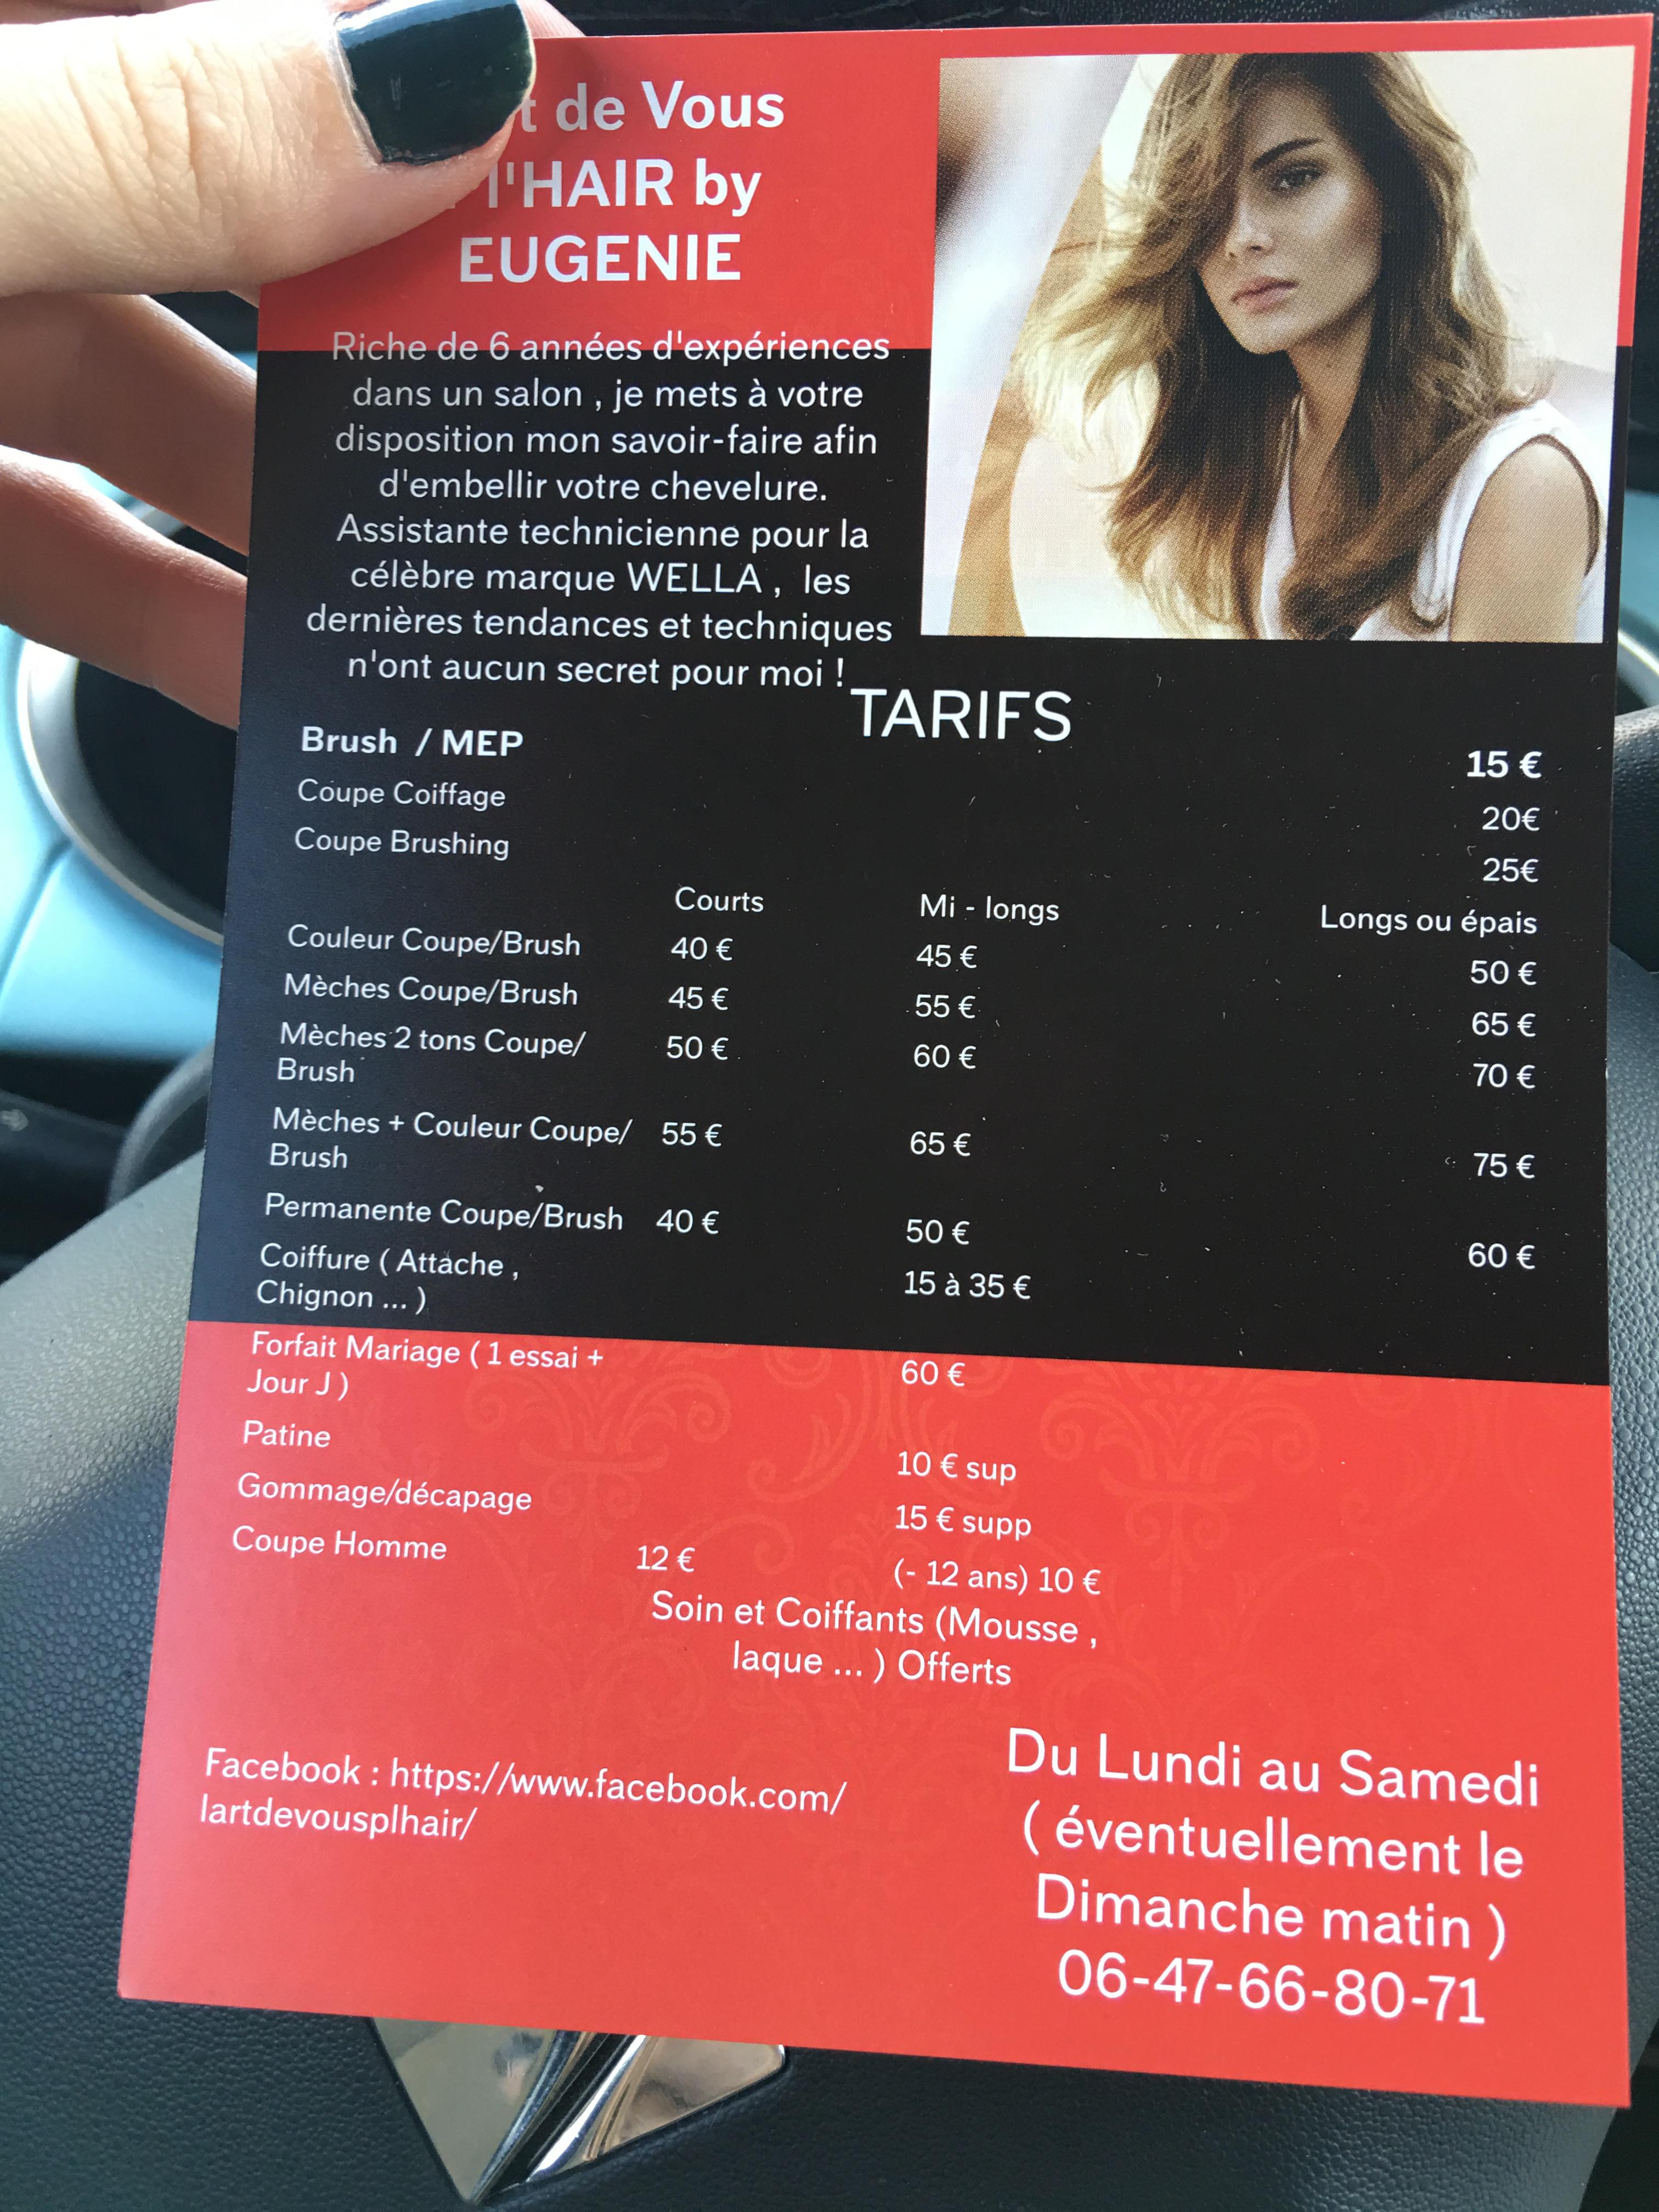 de Vous
l'HAIR by
EUGENIE
Riche de 6 années d'expériences
dans un salon , je mets à votre
disposition mon savoir-faire afin
d'embellir votre chevelure.
Assistante technicienne pour la
célèbre marque WELLA , les
dernières tendances et techniques
n'ont aucun secret pour moi !
TARIFS
Brush / MEP 15 €
Coupe Coiffage 20€
Coupe Brushing 25€
Courts Mi - longs Longs ou épais
Couleur Coupe/Brush 40 € 45 € 50 €
Mèches Coupe/Brush 45 € 55 € 65 €
Mèches 2 tons Coupe/ 50 € 60 € 70 €
Brush
Mèches + Couleur Coupe/ 55 € 65 € 75 €
Brush
Permanente Coupe/Brush 40 € 50 € 60 €
Coiffure ( Attache , 15 à 35 €
Chignon ... )
Forfait Mariage ( 1 essai + 60 €
Jour J )
Patine 10 € sup
Gommage/décapage 15 € supp
Coupe Homme 12 € (- 12 ans) 10 €
Soin et Coiffants (Mousse ,
laque ... ) Offerts
Facebook : https://www.facebook.com/
lartdevousplhair/
Du Lundi au Samedi
( éventuellement le
Dimanche matin )
06-47-66-80-71